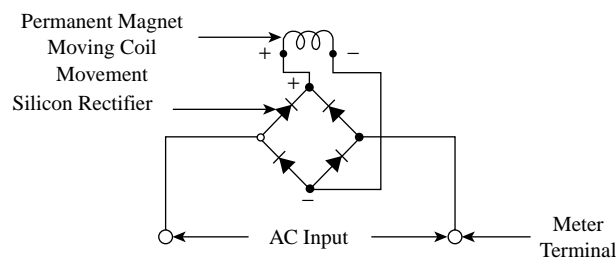 Permanent Magnet
Moving Coil
Movement
+ −
+
Silicon Rectifier
−
AC Input
Meter
Terminal